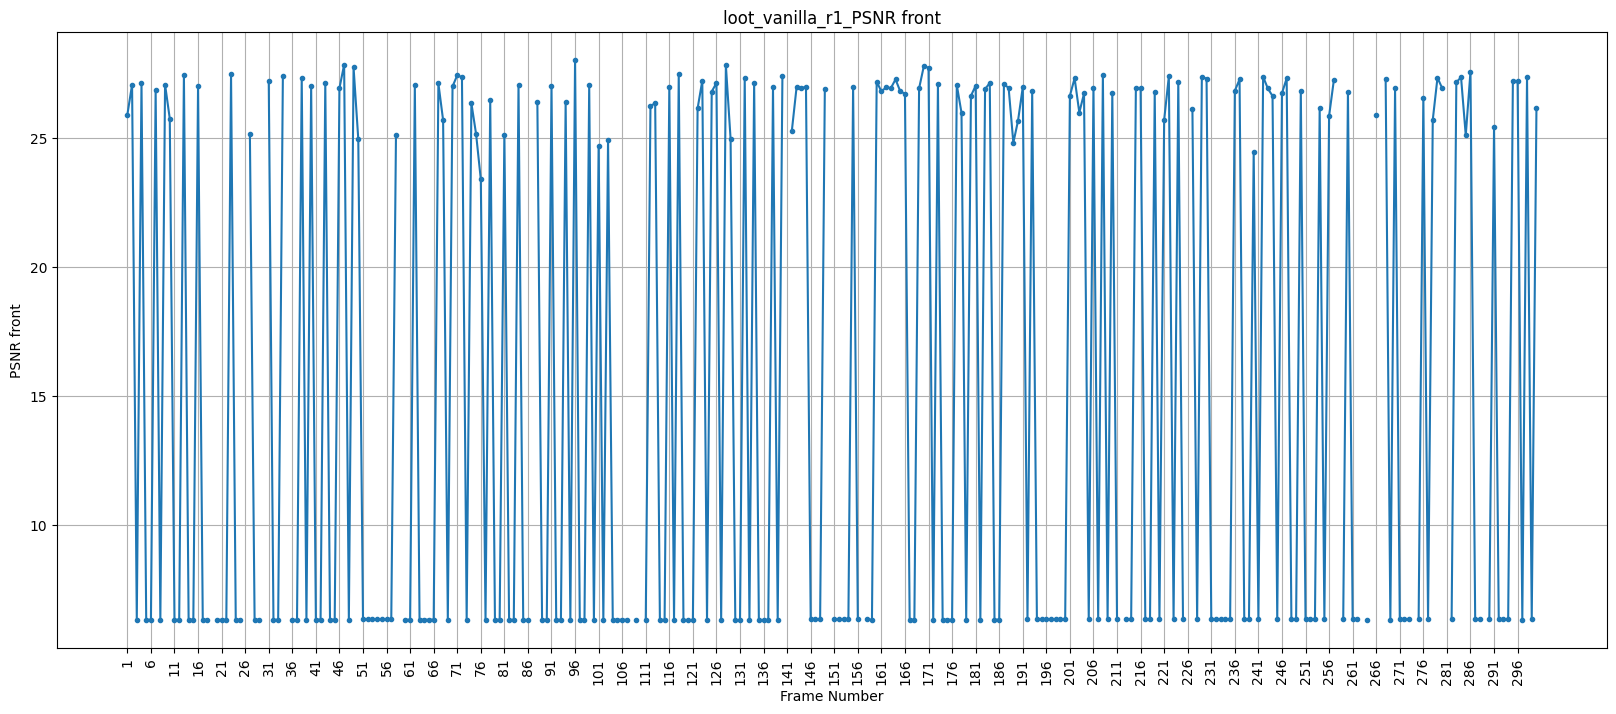 loot_vanilla_r1_PSNR front
PSNR front
25
20
15
10
1 6 11 16 21 26 31 36 41 46 51 56 61 66 71 76 81 86 91 96 101 106 111 116 121 126 131 136 141 146 151 156 161 166 171 176 181 186 191 196 201 206 211 216 221 226 231 236 241 246 251 256 261 266 271 276 281 286 291 296
Frame Number